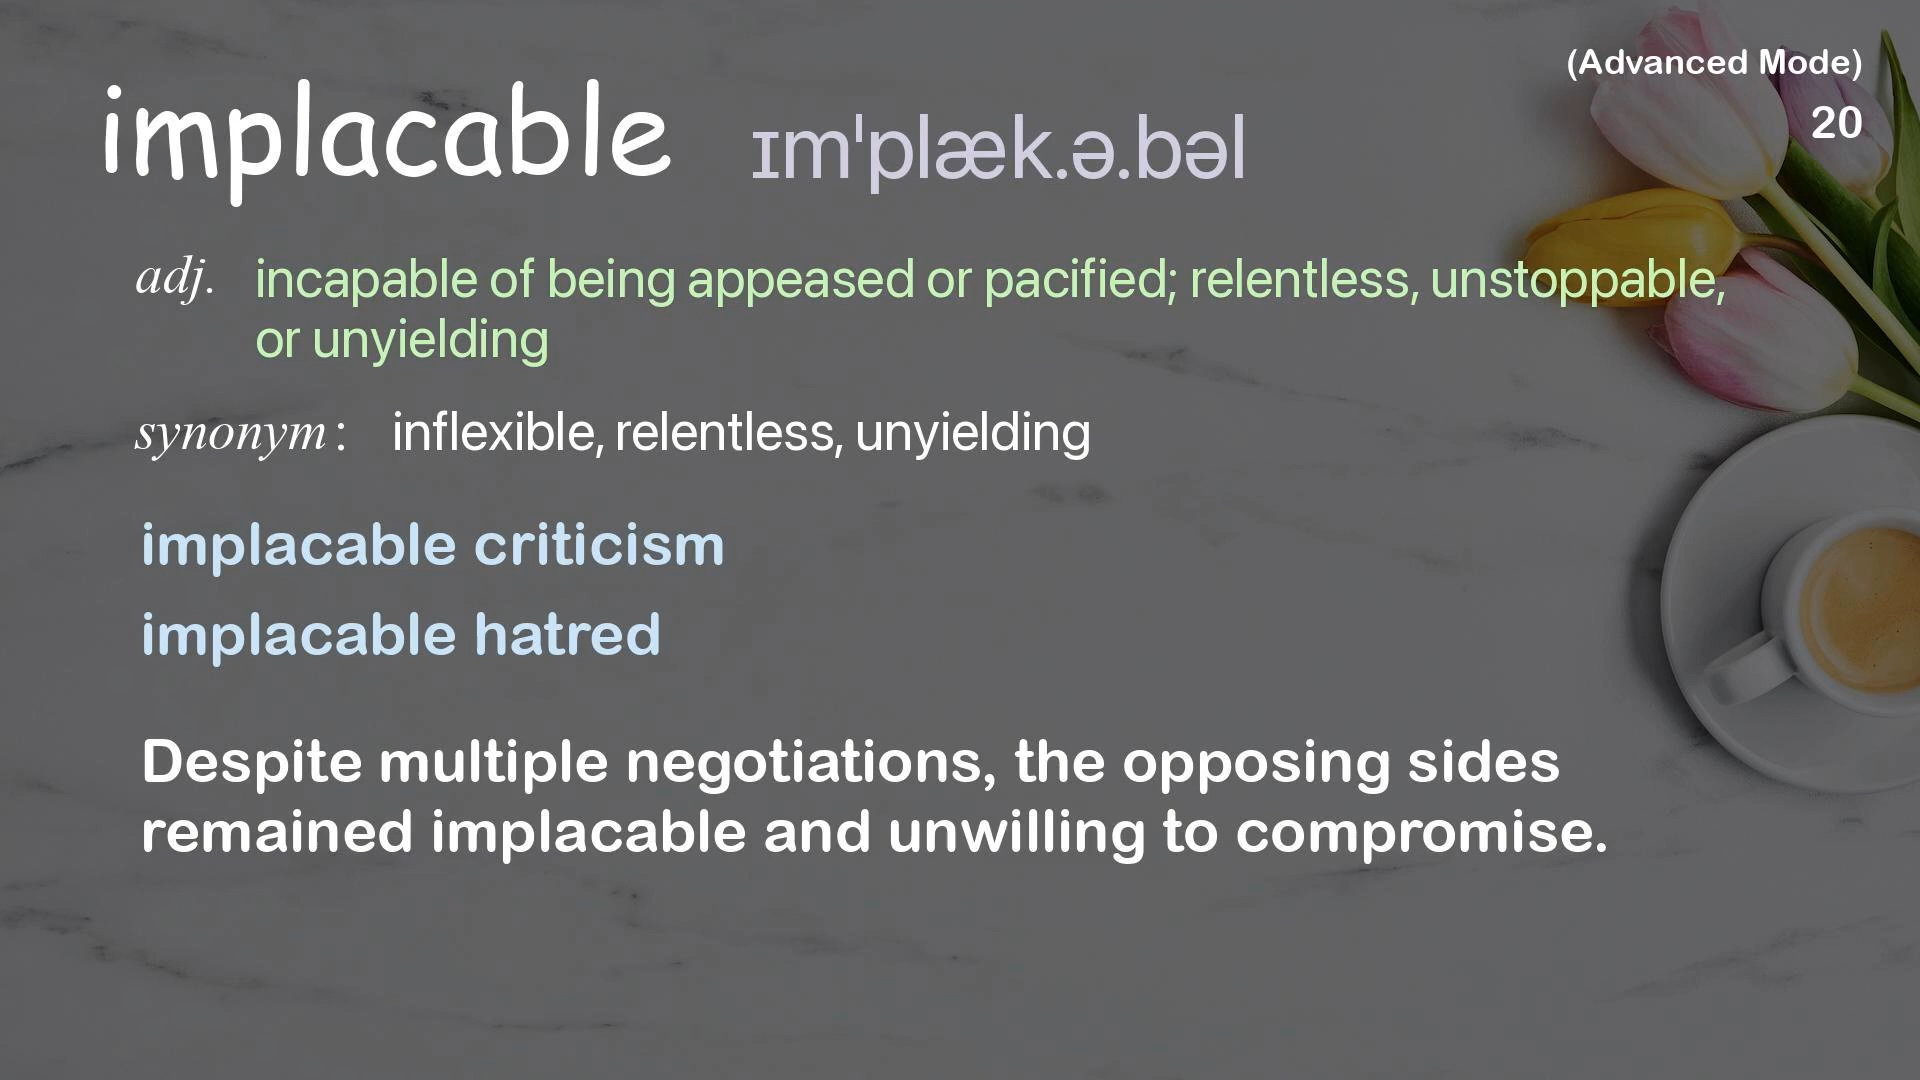 (Advanced Mode)
20
implacable ɪmˈplæk.ə.bəl
adj. incapable of being appeased or pacified; relentless, unstoppable,
or unyielding
synonym: inflexible, relentless, unyielding
implacable criticism
implacable hatred
Despite multiple negotiations, the opposing sides
remained implacable and unwilling to compromise.